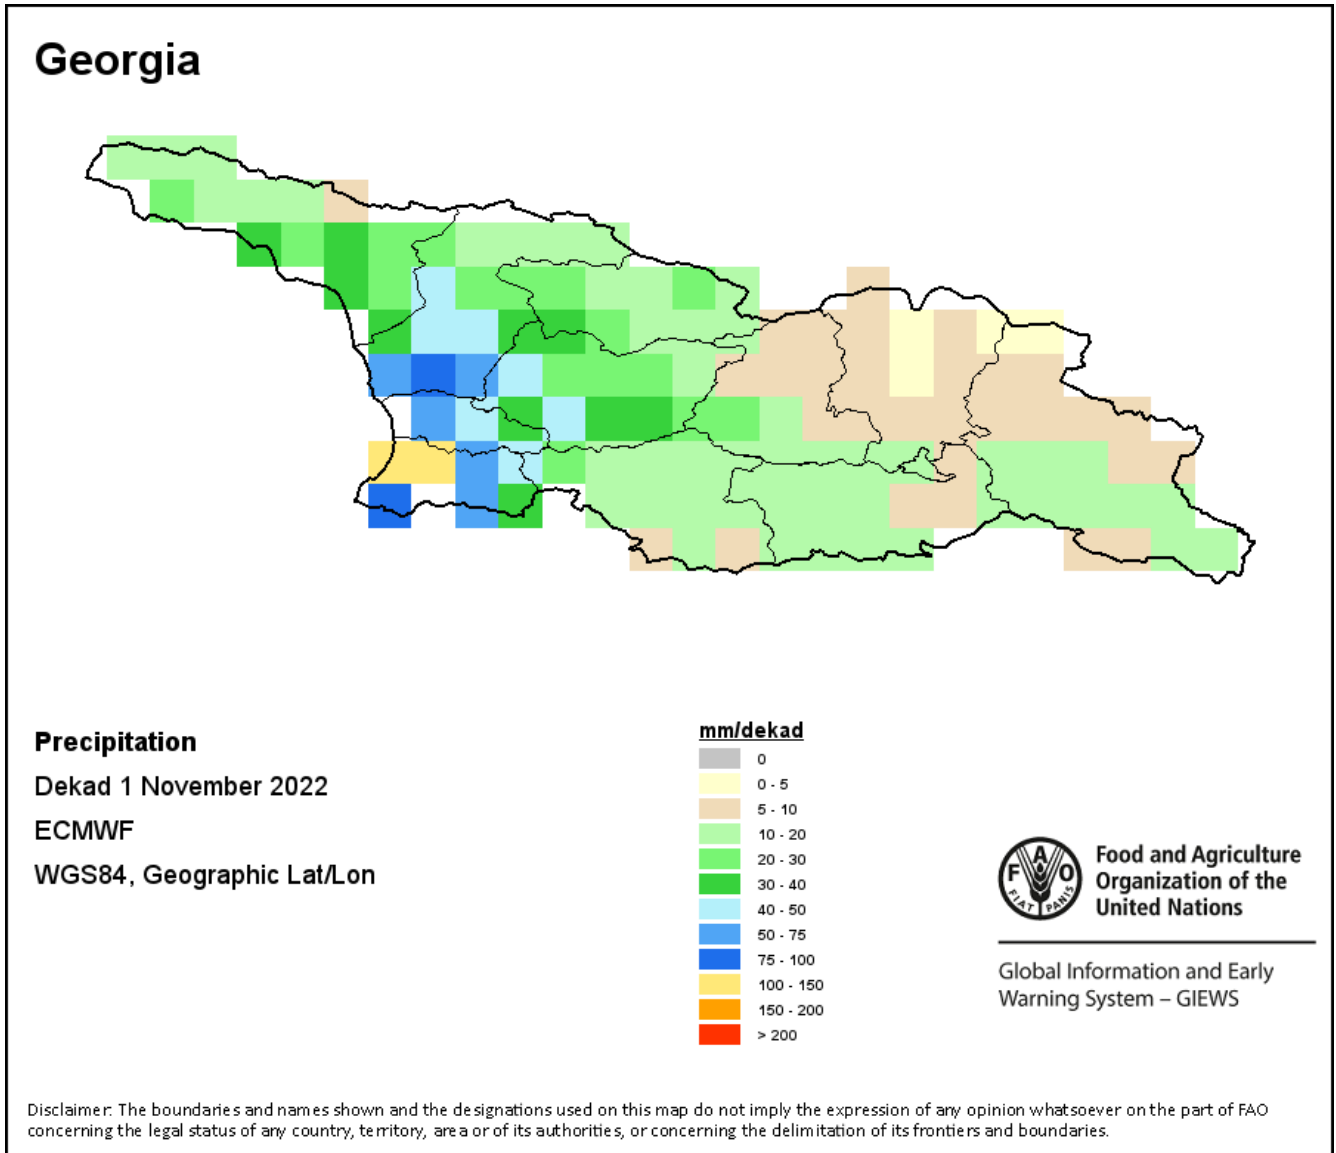 Georgia
Precipitation
Dekad 1 November 2022
ECMWF
WGS84, Geographic Lat/Lon
mm/dekad
0
0 - 5
5 - 10
10 - 20
20 - 30
30 - 40
40 - 50
50 - 75
75 - 100
100 - 150
150 - 200
> 200
F A O
FIAT PANIS
Food and Agriculture
Organization of the
United Nations
Global Information and Early
Warning System – GIEWS
Disclaimer: The boundaries and names shown and the designations used on this map do not imply the expression of any opinion whatsoever on the part of FAO
concerning the legal status of any country, territory, area or of its authorities, or concerning the delimitation of its frontiers and boundaries.